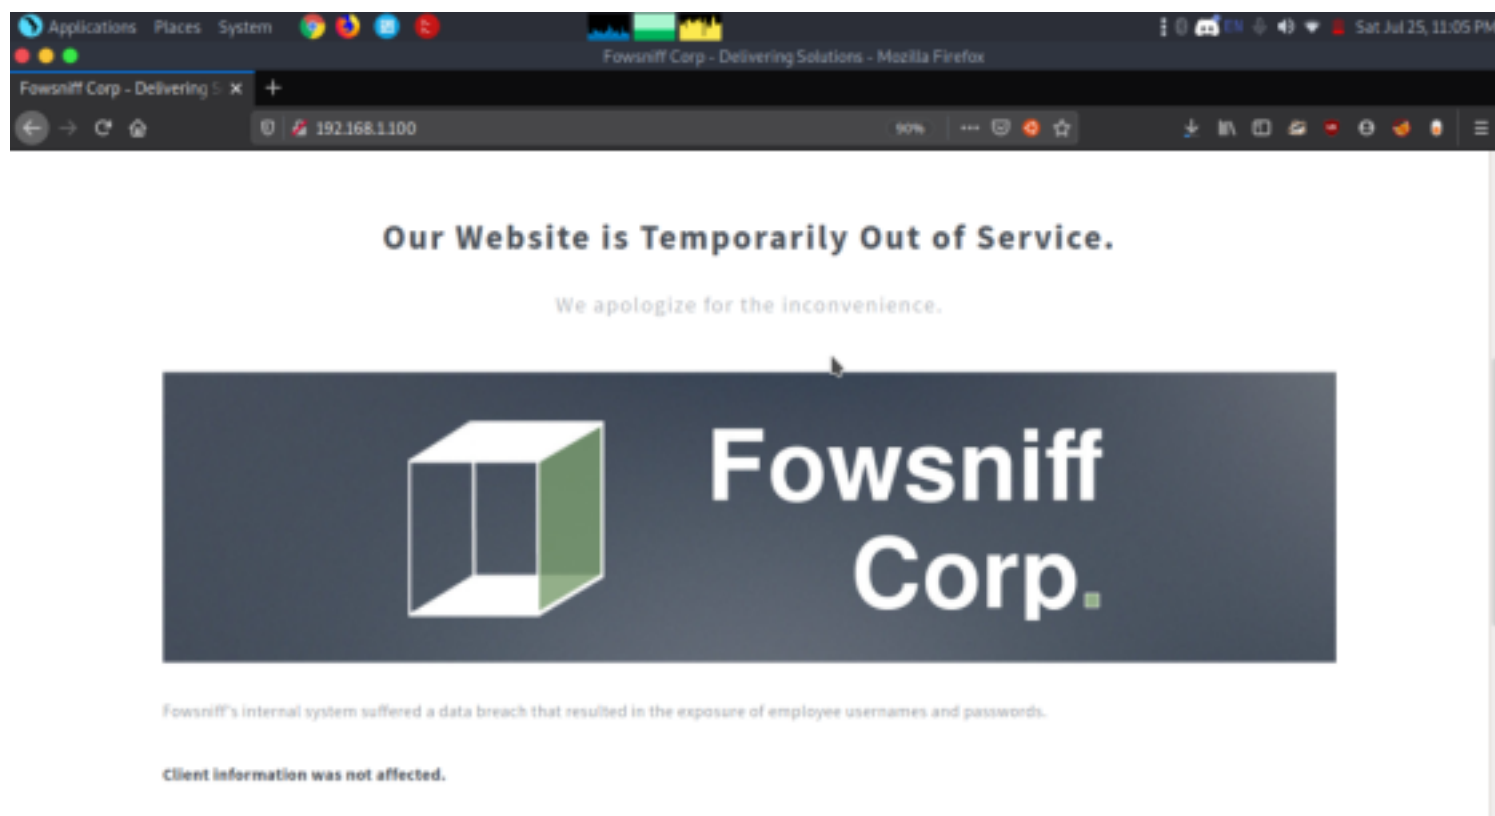 Applications Places System
EN
Sat Jul 25, 11:05 PM
Fowsniff Corp - Delivering Solutions - Mozilla Firefox
Fowsniff Corp - Delivering S
192.168.1.100
90%
Our Website is Temporarily Out of Service.
We apologize for the inconvenience.
Fowsniff
Corp.
Fowsniff's internal system suffered a data breach that resulted in the exposure of employee usernames and passwords.
Client information was not affected.